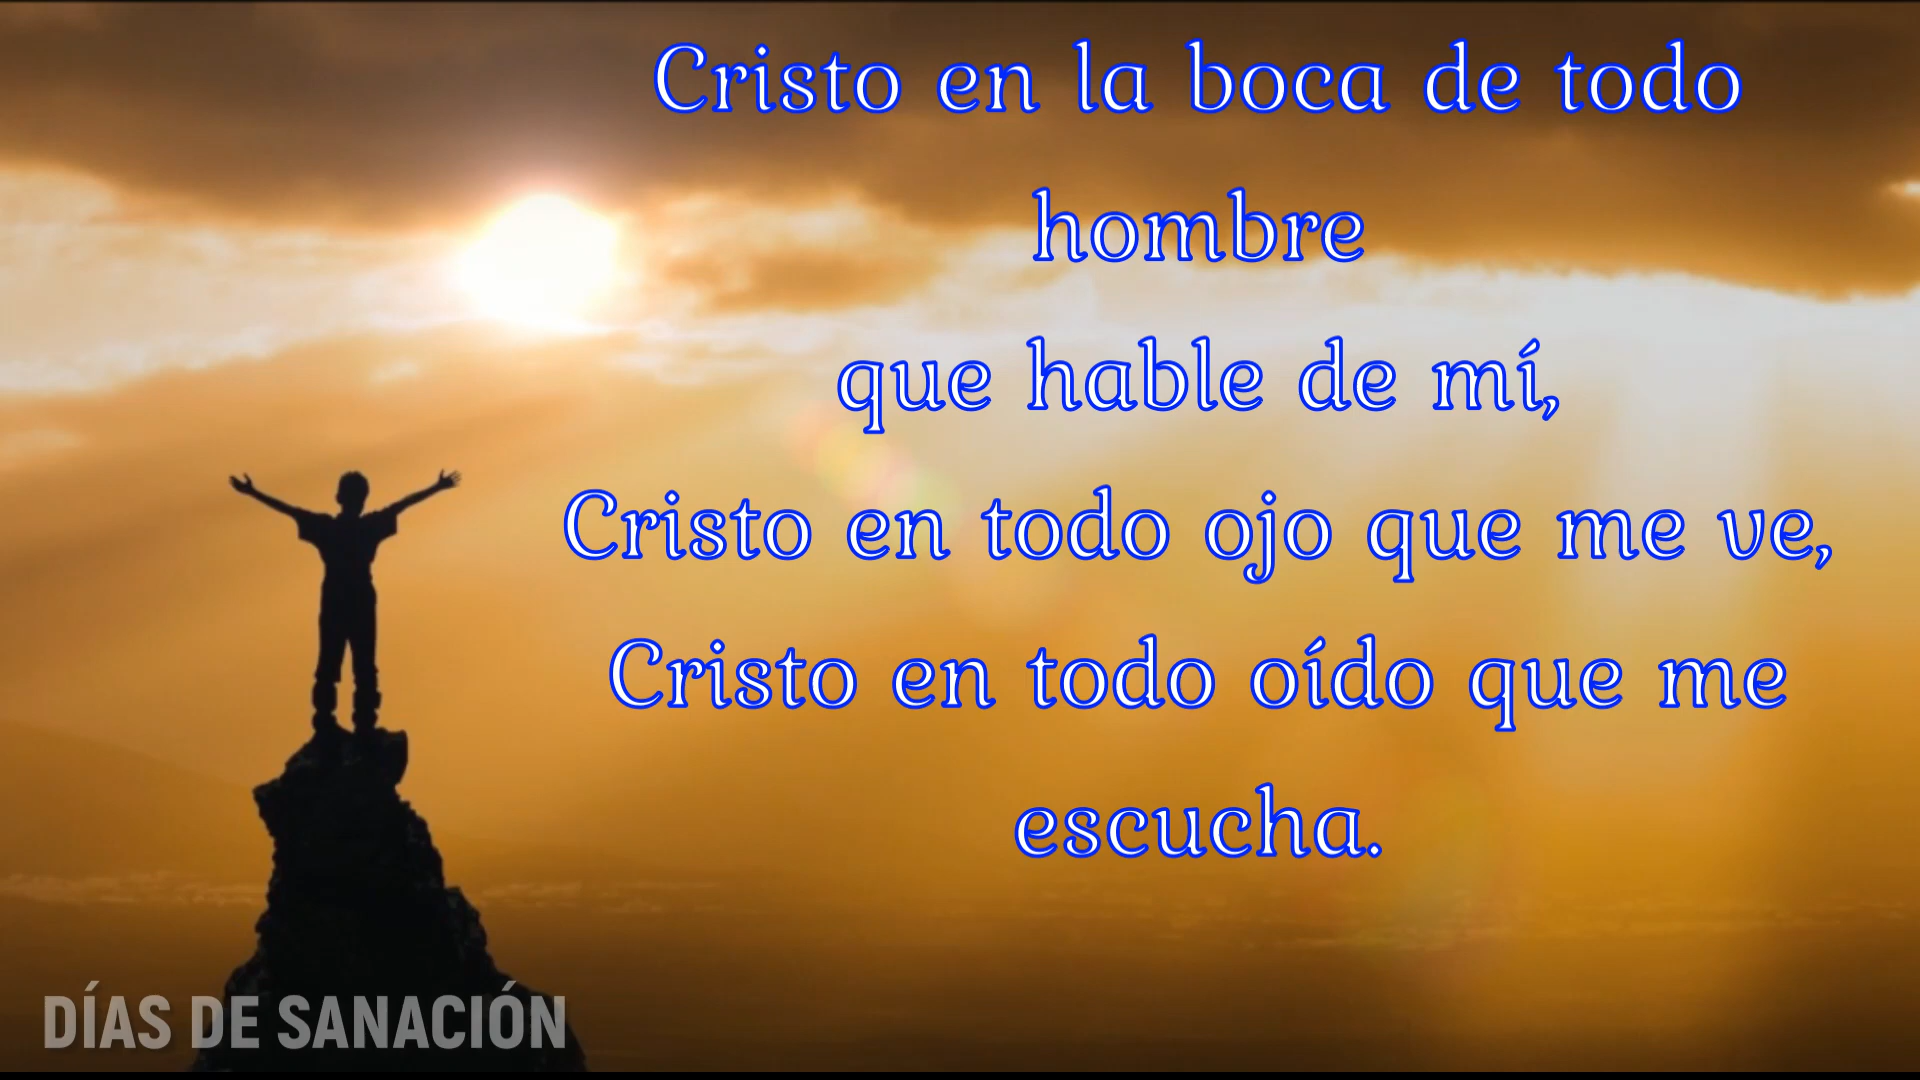 Cristo en la boca de todo
hombre
que hable de mí,
Cristo en todo ojo que me ve,
Cristo en todo oído que me
escucha.
DÍAS DE SANACIÓN